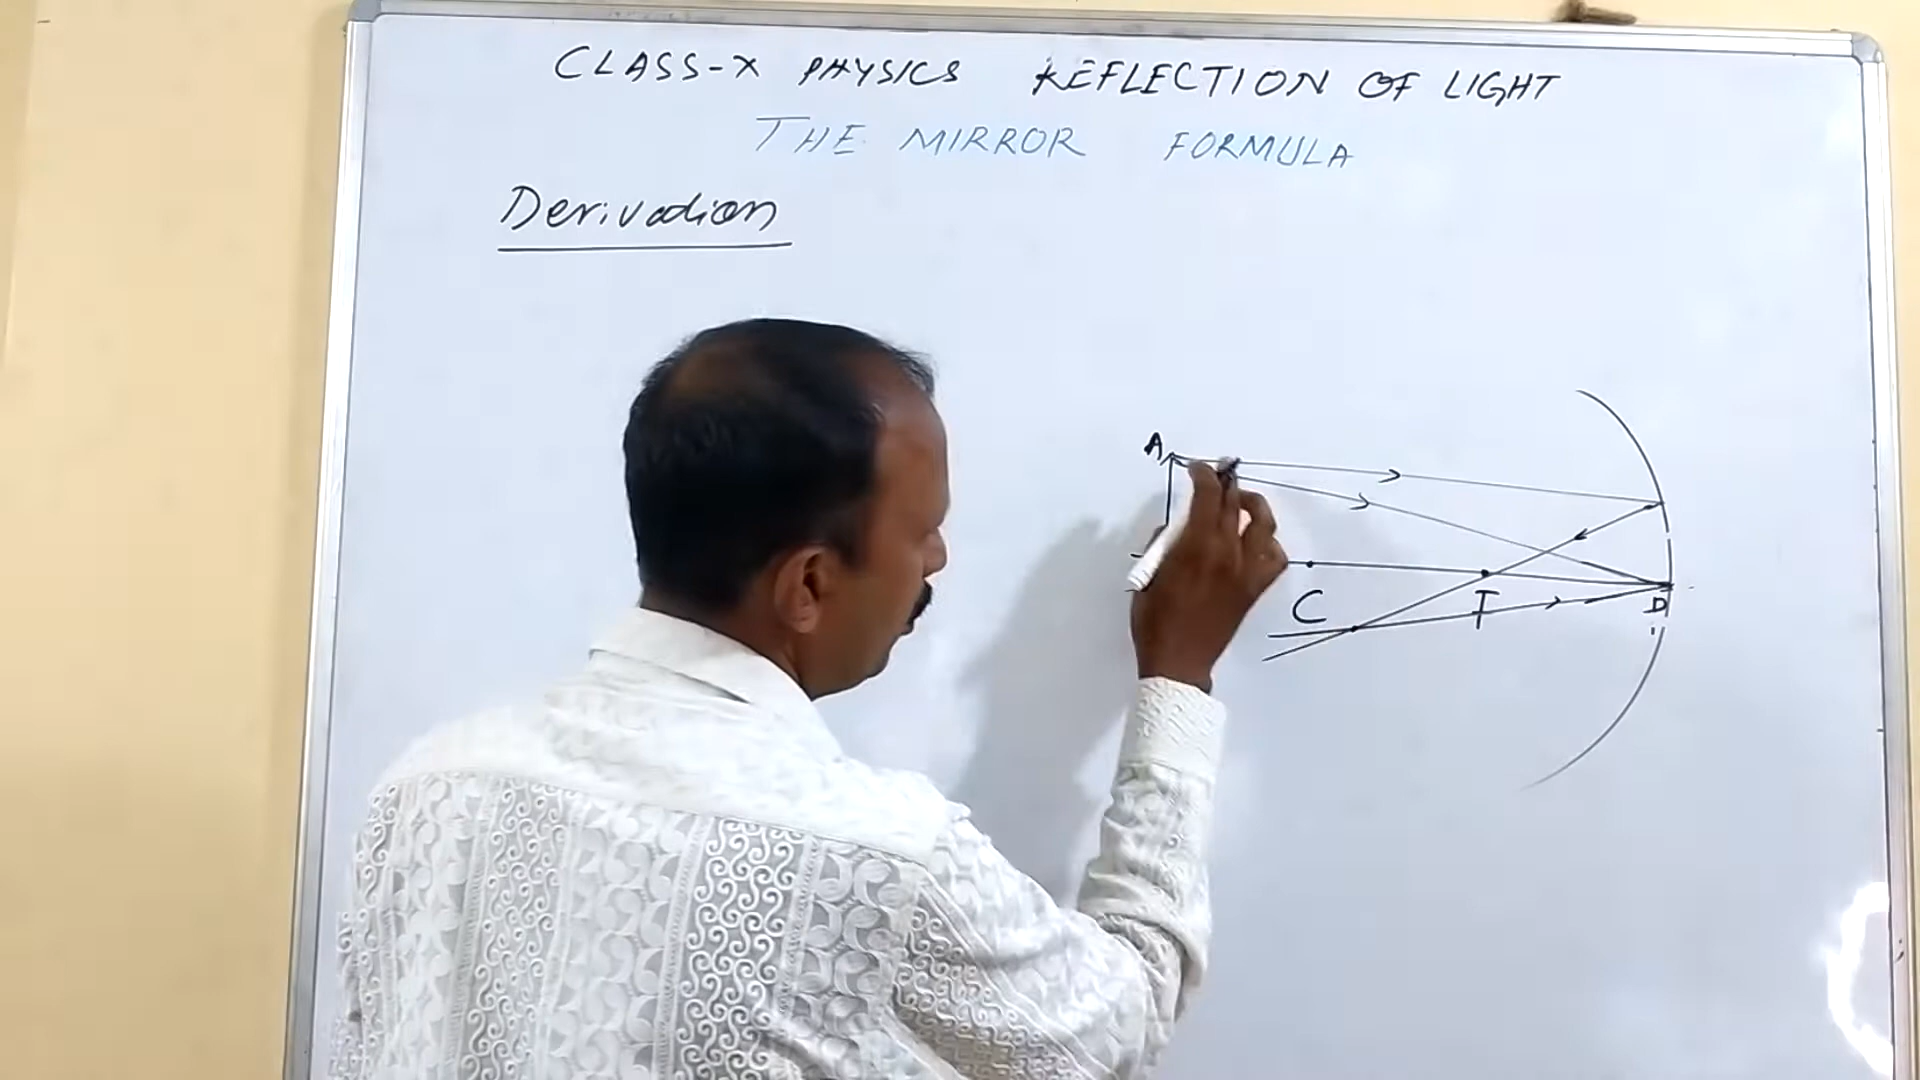 CLASS-X PHYSICS REFLECTION OF LIGHT
THE MIRROR FORMULA
Derivation
A
C
F
D